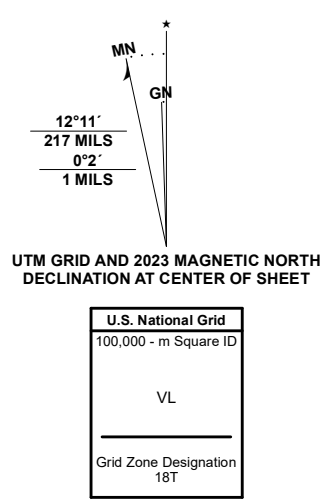 MN
GN
12°11´
217 MILS
0°2´
1 MILS
UTM GRID AND 2023 MAGNETIC NORTH
DECLINATION AT CENTER OF SHEET
U.S. National Grid
100,000 - m Square ID
VL
Grid Zone Designation
18T